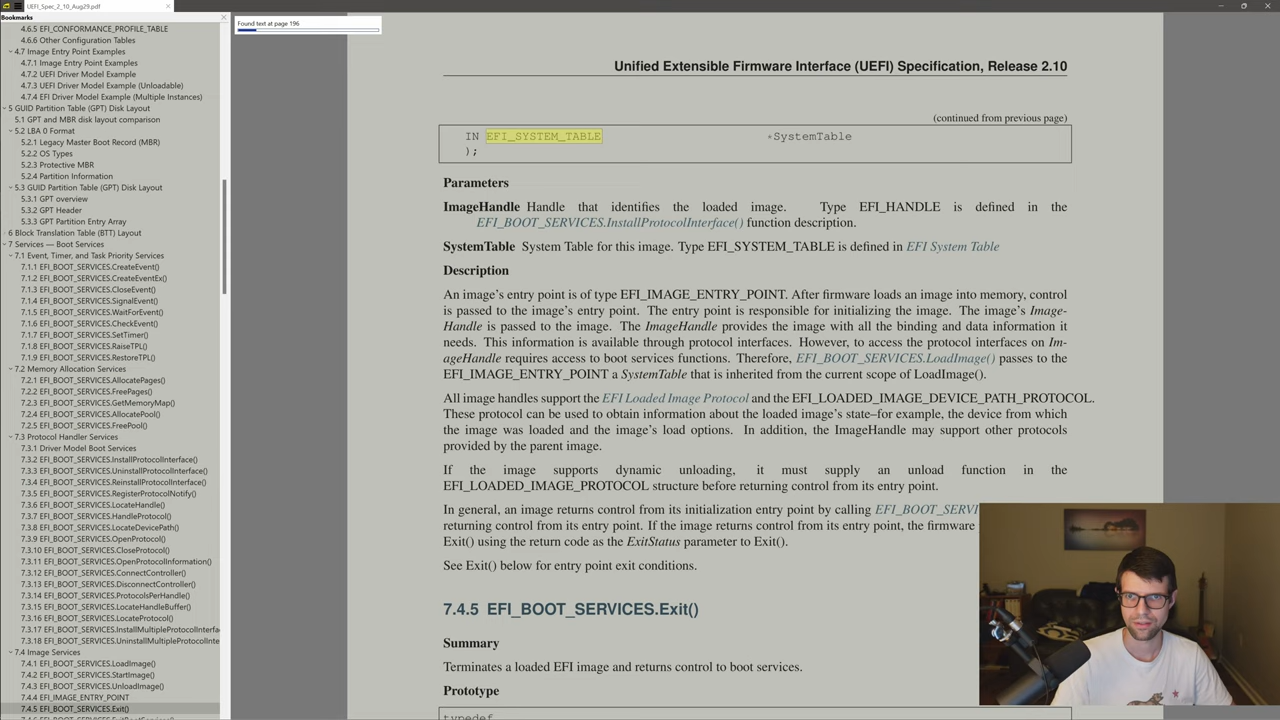 UEFI_Spec_2_10_Aug29.pdf
Bookmarks
4.6.5 EFI_CONFORMANCE_PROFILE_TABLE
4.6.6 Other Configuration Tables
4.7 Image Entry Point Examples
4.7.1 Image Entry Point Examples
4.7.2 UEFI Driver Model Example
4.7.3 UEFI Driver Model Example (Unloadable)
4.7.4 EFI Driver Model Example (Multiple Instances)
5 GUID Partition Table (GPT) Disk Layout
5.1 GPT and MBR disk layout comparison
5.2 LBA 0 Format
5.2.1 Legacy Master Boot Record (MBR)
5.2.2 OS Types
5.2.3 Protective MBR
5.2.4 Partition Information
5.3 GUID Partition Table (GPT) Disk Layout
5.3.1 GPT overview
5.3.2 GPT Header
5.3.3 GPT Partition Entry Array
6 Block Translation Table (BTT) Layout
7 Services — Boot Services
7.1 Event, Timer, and Task Priority Services
7.1.1 EFI_BOOT_SERVICES.CreateEvent()
7.1.2 EFI_BOOT_SERVICES.CreateEventEx()
7.1.3 EFI_BOOT_SERVICES.CloseEvent()
7.1.4 EFI_BOOT_SERVICES.SignalEvent()
7.1.5 EFI_BOOT_SERVICES.WaitForEvent()
7.1.6 EFI_BOOT_SERVICES.CheckEvent()
7.1.7 EFI_BOOT_SERVICES.SetTimer()
7.1.8 EFI_BOOT_SERVICES.RaiseTPL()
7.1.9 EFI_BOOT_SERVICES.RestoreTPL()
7.2 Memory Allocation Services
7.2.1 EFI_BOOT_SERVICES.AllocatePages()
7.2.2 EFI_BOOT_SERVICES.FreePages()
7.2.3 EFI_BOOT_SERVICES.GetMemoryMap()
7.2.4 EFI_BOOT_SERVICES.AllocatePool()
7.2.5 EFI_BOOT_SERVICES.FreePool()
7.3 Protocol Handler Services
7.3.1 Driver Model Boot Services
7.3.2 EFI_BOOT_SERVICES.InstallProtocolInterface()
7.3.3 EFI_BOOT_SERVICES.UninstallProtocolInterface()
7.3.4 EFI_BOOT_SERVICES.ReinstallProtocolInterface()
7.3.5 EFI_BOOT_SERVICES.RegisterProtocolNotify()
7.3.6 EFI_BOOT_SERVICES.LocateHandle()
7.3.7 EFI_BOOT_SERVICES.HandleProtocol()
7.3.8 EFI_BOOT_SERVICES.LocateDevicePath()
7.3.9 EFI_BOOT_SERVICES.OpenProtocol()
7.3.10 EFI_BOOT_SERVICES.CloseProtocol()
7.3.11 EFI_BOOT_SERVICES.OpenProtocolInformation()
7.3.12 EFI_BOOT_SERVICES.ConnectController()
7.3.13 EFI_BOOT_SERVICES.DisconnectController()
7.3.14 EFI_BOOT_SERVICES.ProtocolsPerHandle()
7.3.15 EFI_BOOT_SERVICES.LocateHandleBuffer()
7.3.16 EFI_BOOT_SERVICES.LocateProtocol()
7.3.17 EFI_BOOT_SERVICES.InstallMultipleProtocolInterfa
7.3.18 EFI_BOOT_SERVICES.UninstallMultipleProtocolInte
7.4 Image Services
7.4.1 EFI_BOOT_SERVICES.LoadImage()
7.4.2 EFI_BOOT_SERVICES.StartImage()
7.4.3 EFI_BOOT_SERVICES.UnloadImage()
7.4.4 EFI_IMAGE_ENTRY_POINT
7.4.5 EFI_BOOT_SERVICES.Exit()
Found text at page 196
Unified Extensible Firmware Interface (UEFI) Specification, Release 2.10
(continued from previous page)
IN EFI_SYSTEM_TABLE *SystemTable
);
Parameters
ImageHandle Handle that identifies the loaded image. Type EFI_HANDLE is defined in the
EFI_BOOT_SERVICES.InstallProtocolInterface() function description.
SystemTable System Table for this image. Type EFI_SYSTEM_TABLE is defined in EFI System Table
Description
An image's entry point is of type EFI_IMAGE_ENTRY_POINT. After firmware loads an image into memory, control
is passed to the image's entry point. The entry point is responsible for initializing the image. The image's Image-
Handle is passed to the image. The ImageHandle provides the image with all the binding and data information it
needs. This information is available through protocol interfaces. However, to access the protocol interfaces on Im-
ageHandle requires access to boot services functions. Therefore, EFI_BOOT_SERVICES.LoadImage() passes to the
EFI_IMAGE_ENTRY_POINT a SystemTable that is inherited from the current scope of LoadImage().
All image handles support the EFI Loaded Image Protocol and the EFI_LOADED_IMAGE_DEVICE_PATH_PROTOCOL.
These protocol can be used to obtain information about the loaded image's state–for example, the device from which
the image was loaded and the image's load options. In addition, the ImageHandle may support other protocols
provided by the parent image.
If the image supports dynamic unloading, it must supply an unload function in the
EFI_LOADED_IMAGE_PROTOCOL structure before returning control from its entry point.
In general, an image returns control from its initialization entry point by calling EFI_BOOT_SERVI
returning control from its entry point. If the image returns control from its entry point, the firmware
Exit() using the return code as the ExitStatus parameter to Exit().
See Exit() below for entry point exit conditions.
7.4.5 EFI_BOOT_SERVICES.Exit()
Summary
Terminates a loaded EFI image and returns control to boot services.
Prototype
typedef